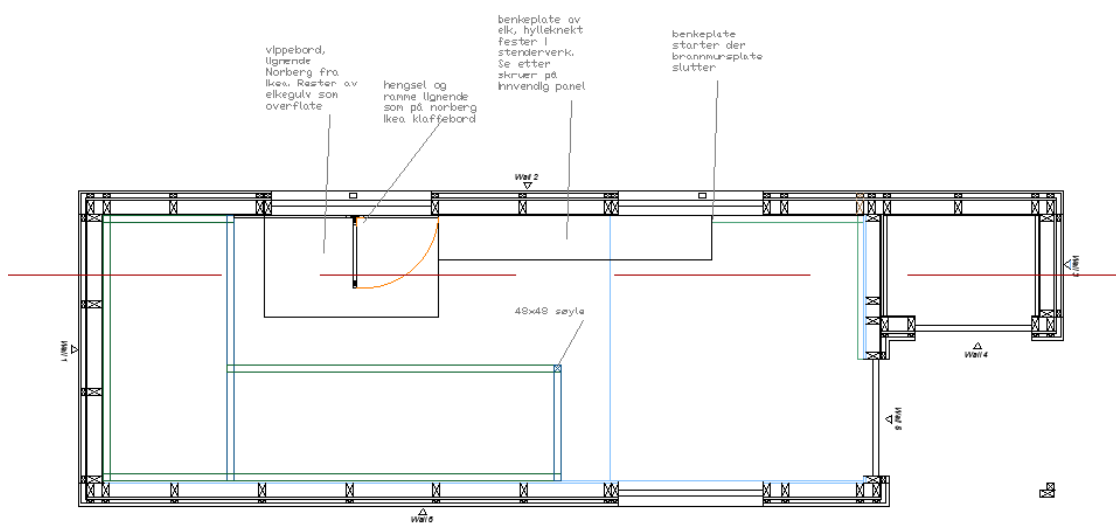 vippebord,
lignende
Norberg fra
Ikea. Rester av
eikegulv som
overflate
hengsel og
ramme lignende
som på norberg
Ikea klaffebord
benkeplate av
eik, hylleknekt
fester i
stenderverk.
Se etter
skruer på
innvendig panel
benkeplate
starter der
brannmursplate
slutter
Wall 2
Wall 3
48x48 søyle
Wall 1
Wall 4
Wall 5
Wall 6